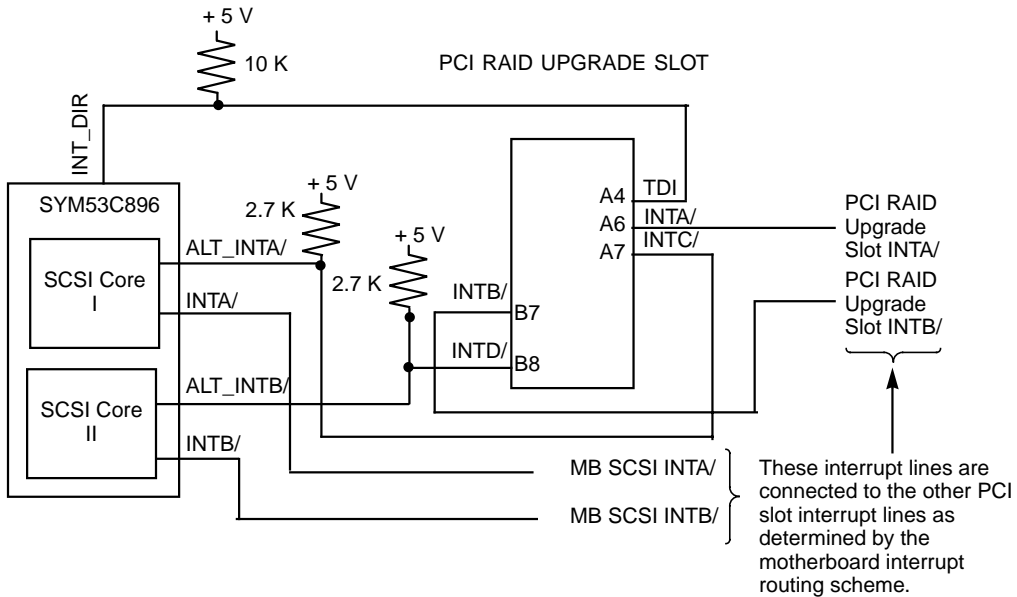 + 5 V
10 K
PCI RAID UPGRADE SLOT
INT_DIR
SYM53C896
+ 5 V
2.7 K
+ 5 V
2.7 K
ALT_INTA/
SCSI Core
I
INTA/
ALT_INTB/
SCSI Core
II
INTB/
A4
TDI
A6
INTA/
A7
INTC/
INTB/
B7
INTD/
B8
PCI RAID
Upgrade
Slot INTA/
PCI RAID
Upgrade
Slot INTB/
MB SCSI INTA/
MB SCSI INTB/
These interrupt lines are
connected to the other PCI
slot interrupt lines as
determined by the
motherboard interrupt
routing scheme.